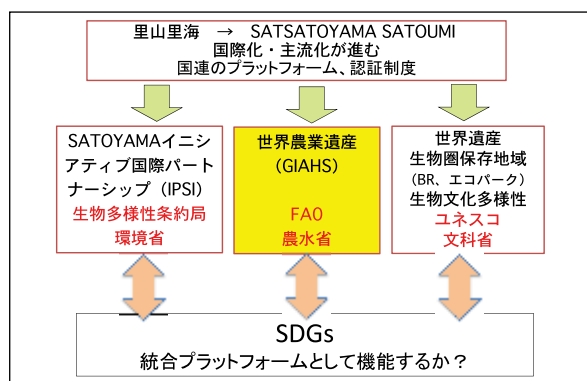 里山里海 → SATSATOYAMA SATOUMI
国際化・主流化が進む
国連のプラットフォーム、認証制度
SATOYAMAイニシ
アティブ国際パート
ナーシップ（IPSI）
生物多様性条約局
環境省
世界農業遺産
（GIAHS）
FAO
農水省
世界遺産
生物圏保存地域
（BR、エコパーク）
生物文化多様性
ユネスコ
文科省
SDGs
統合プラットフォームとして機能するか？